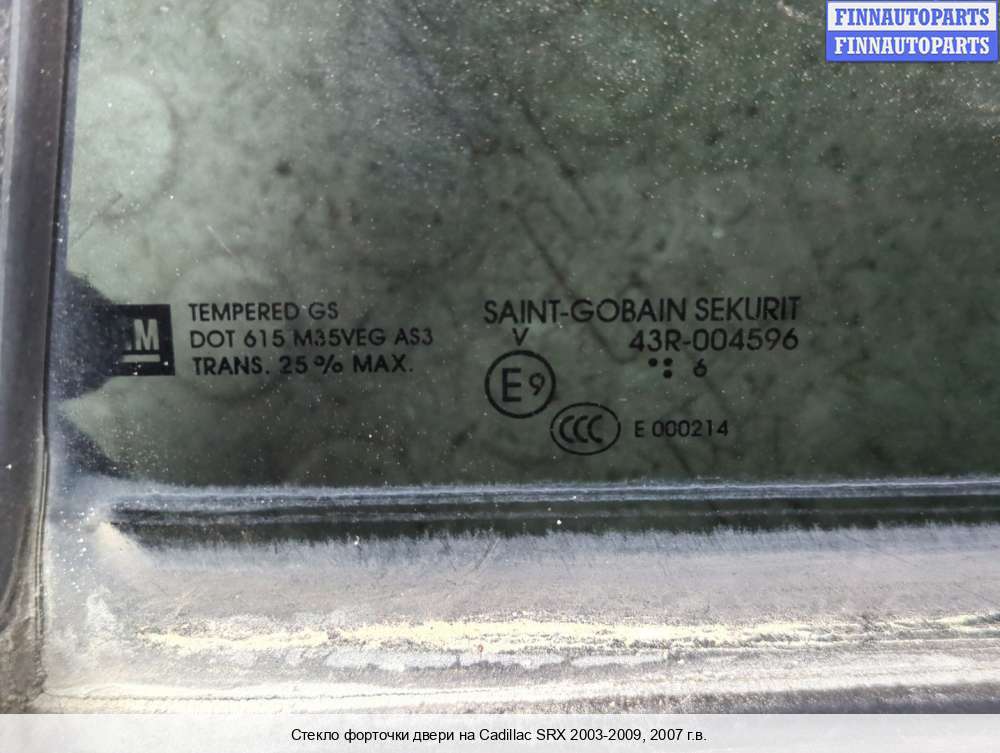 FINNAUTOPARTS
FINNAUTOPARTS
TEMPERED GS
DOT 615 M35VEG AS3
TRANS. 25% MAX.
SAINT-GOBAIN SEKURIT
V 43R-004596
6
E9
CCC E 000214
Стекло форточки двери на Cadillac SRX 2003-2009, 2007 г.в.